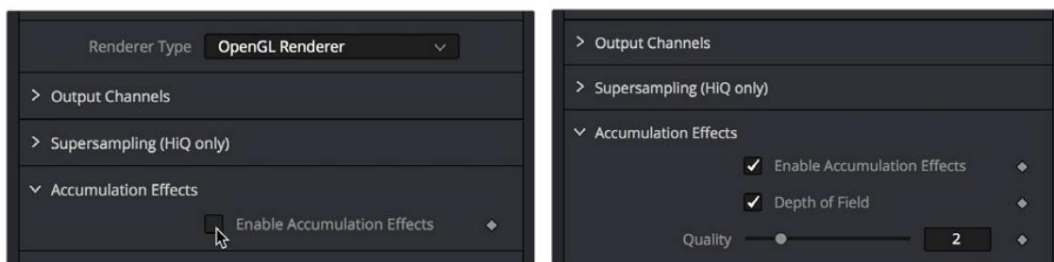 Renderer Type OpenGL Renderer
Output Channels
Supersampling (HiQ only)
Accumulation Effects
Enable Accumulation Effects
Output Channels
Supersampling (HiQ only)
Accumulation Effects
Enable Accumulation Effects
Depth of Field
Quality 2